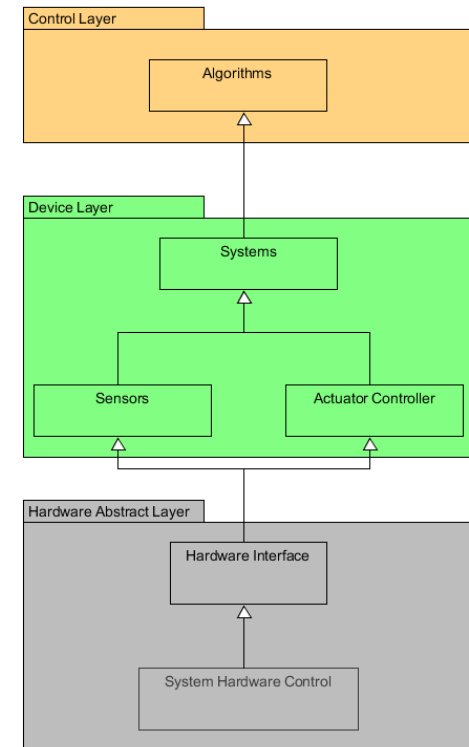 Control Layer
Algorithms
Device Layer
Systems
Sensors
Actuator Controller
Hardware Abstract Layer
Hardware Interface
System Hardware Control